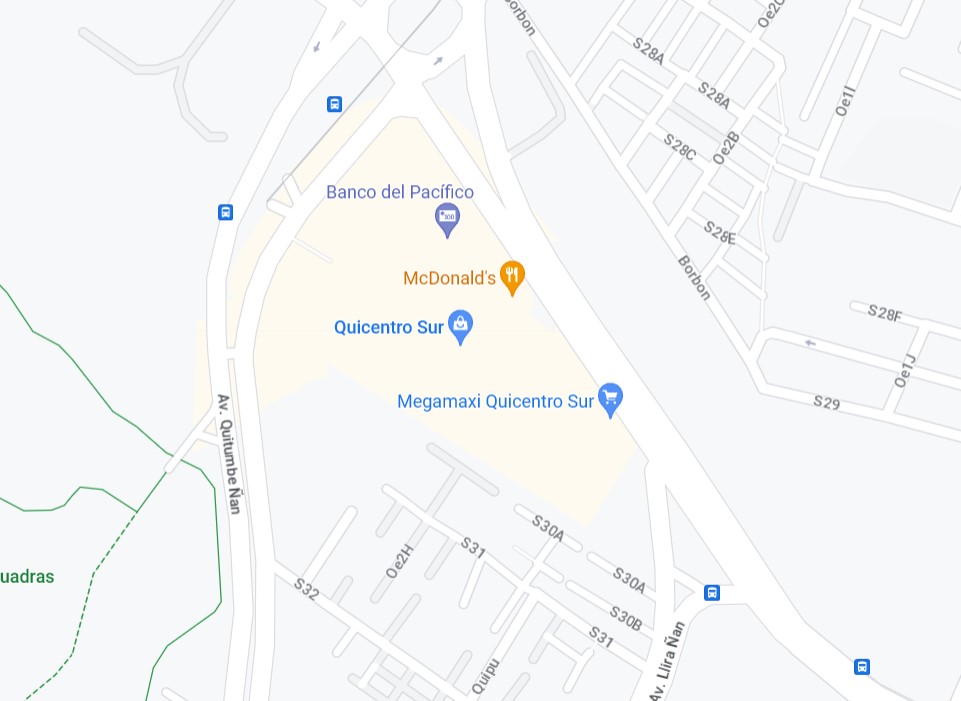 Borbon
Oe2C
S28A
S28A
Oe1I
S28C
Oe2B
Banco del Pacífico
S28E
McDonald's
Borbon
Quicentro Sur
S28F
Oe1J
Megamaxi Quicentro Sur
S29
Av. Quitumbe Ñan
S30A
S31
Oe2H
uadras
S32
S30A
S30B
S31
Av. Llira Ñan
Quipu